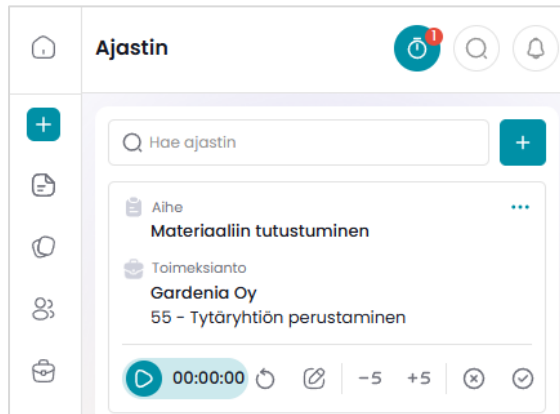 Ajastin
1
Hae ajastin
Aihe
Materiaaliin tutustuminen
Toimeksianto
Gardenia Oy
55 - Tytäryhtiön perustaminen
00:00:00 -5 +5